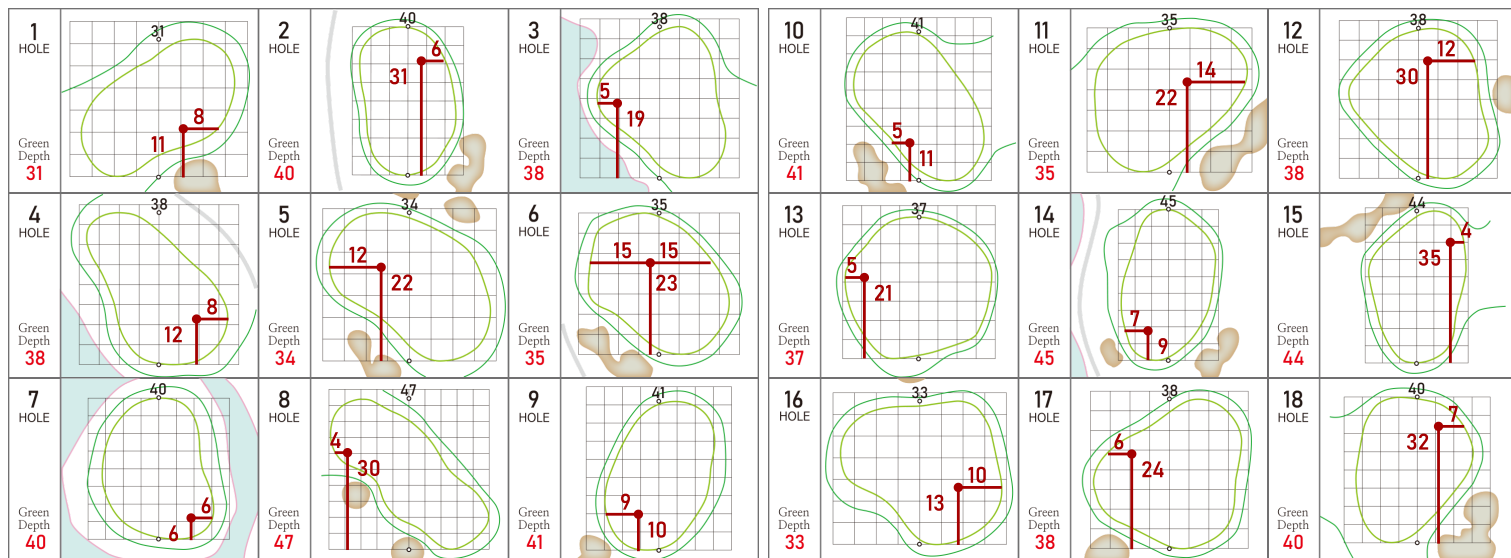 1
HOLE
31
8
11
Green
Depth
31
2
HOLE
40
6
31
Green
Depth
40
3
HOLE
38
5
19
Green
Depth
38
4
HOLE
38
8
12
Green
Depth
38
5
HOLE
34
12
22
Green
Depth
34
6
HOLE
35
15 15
23
Green
Depth
35
7
HOLE
40
6
6
Green
Depth
40
8
HOLE
47
4
30
Green
Depth
47
9
HOLE
41
9
10
Green
Depth
41
10
HOLE
41
5
11
Green
Depth
41
11
HOLE
35
14
22
Green
Depth
35
12
HOLE
38
12
30
Green
Depth
38
13
HOLE
37
5
21
Green
Depth
37
14
HOLE
45
7
9
Green
Depth
45
15
HOLE
44
4
35
Green
Depth
44
16
HOLE
33
10
13
Green
Depth
33
17
HOLE
38
6
24
Green
Depth
38
18
HOLE
40
7
32
Green
Depth
40